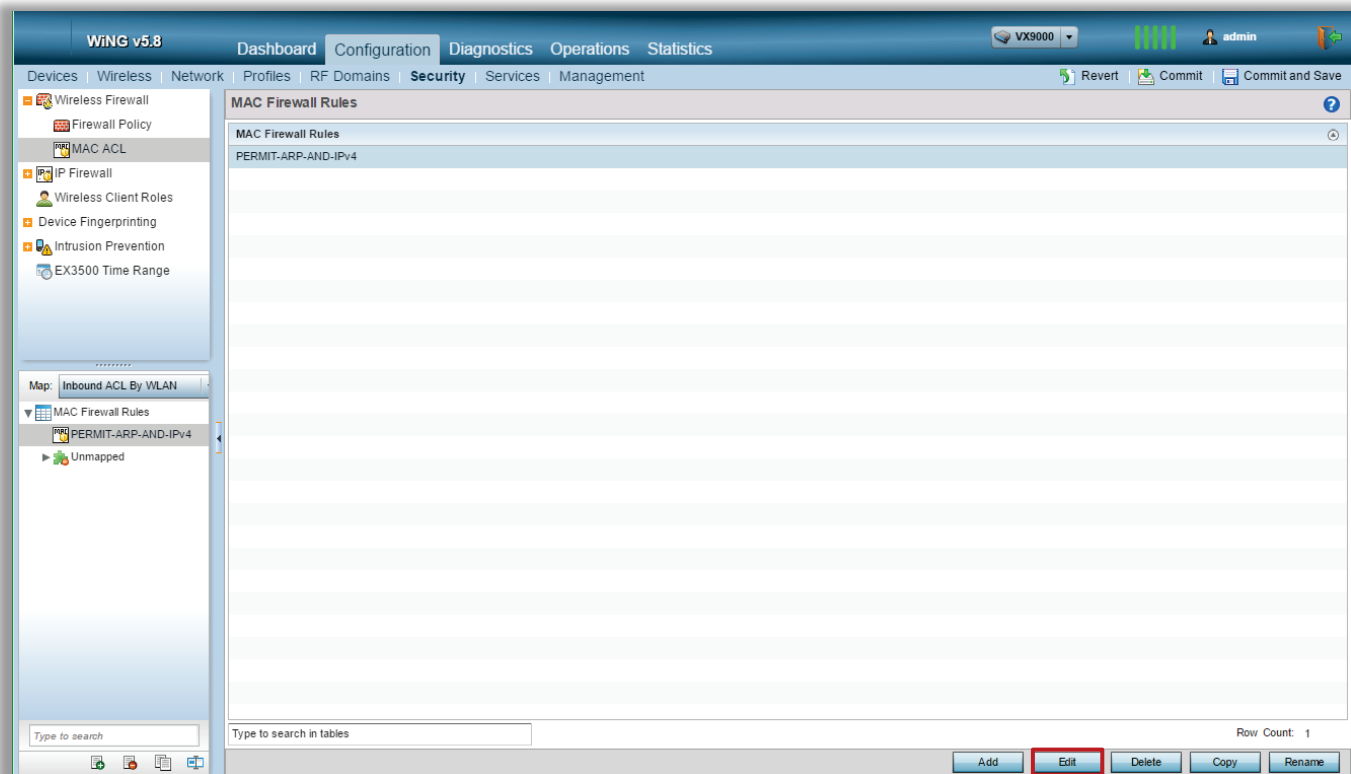 WiNG v5.8
Dashboard Configuration Diagnostics Operations Statistics
VX9000
admin
Devices | Wireless | Network | Profiles | RF Domains | Security | Services | Management
Revert | Commit | Commit and Save
Wireless Firewall
Firewall Policy
MAC ACL
IP Firewall
Wireless Client Roles
Device Fingerprinting
Intrusion Prevention
EX3500 Time Range
Map: Inbound ACL By WLAN
MAC Firewall Rules
PERMIT-ARP-AND-IPv4
Unmapped
Type to search
MAC Firewall Rules
?
MAC Firewall Rules
PERMIT-ARP-AND-IPv4
Type to search in tables
Row Count: 1
Add Edit Delete Copy Rename